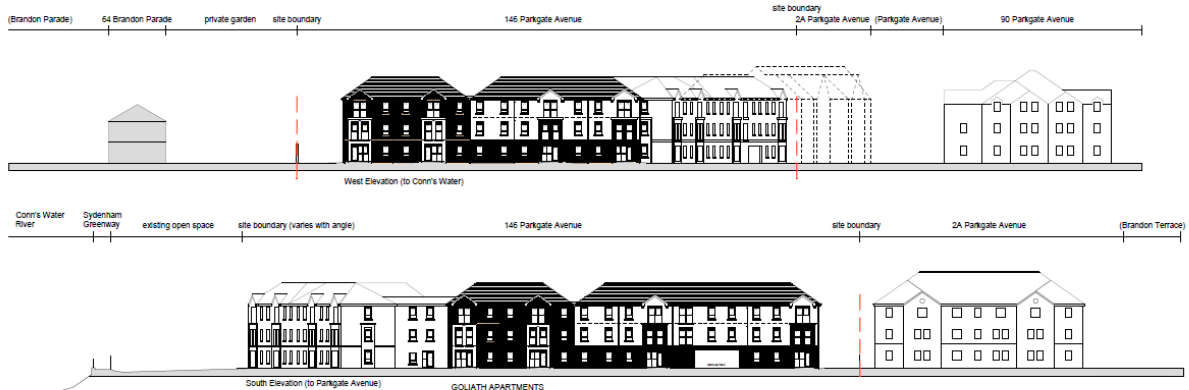 (Brandon Parade)
64 Brandon Parade
private garden
site boundary
146 Parkgate Avenue
site boundary
2A Parkgate Avenue
(Parkgate Avenue)
90 Parkgate Avenue
West Elevation (to Conn's Water)
Conn's Water
River
Sydenham
Greenway
existing open space
site boundary (varies with angle)
146 Parkgate Avenue
site boundary
2A Parkgate Avenue
(Brandon Terrace)
South Elevation (to Parkgate Avenue)
GOLIATH APARTMENTS